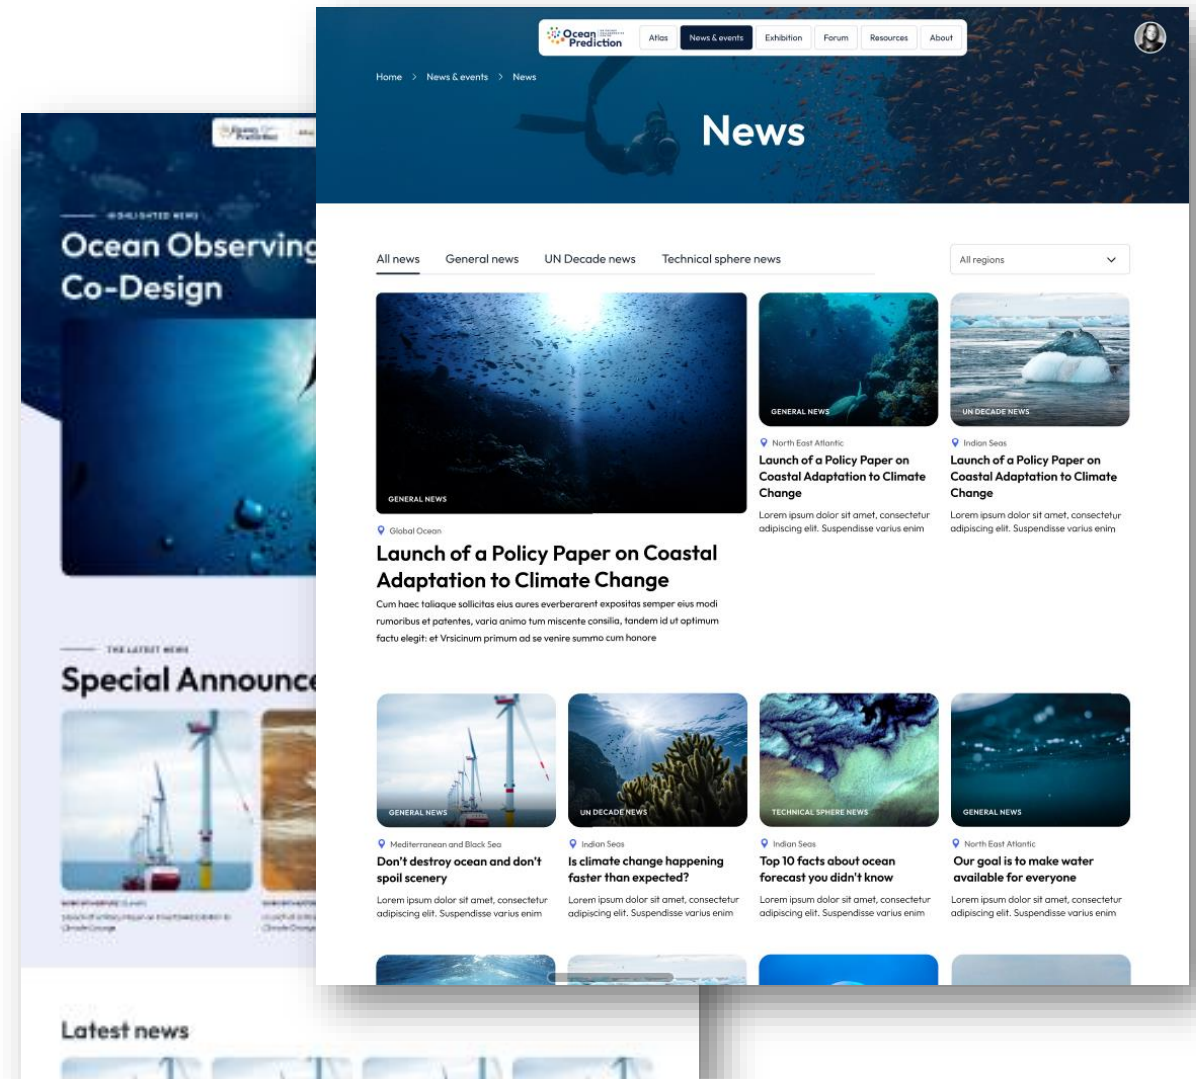 Ocean
Prediction
Atlas
News & events
Exhibition
Forum
Resources
About
Home > News & events > News
News
All news
General news
UN Decade news
Technical sphere news
All regions
GENERAL NEWS
Global Ocean
Launch of a Policy Paper on Coastal
Adaptation to Climate Change
Cum haec taliaque sollicitas eius aures everberarent expositas semper eius modi
rumoribus et patentes, varia animo tum miscente consilia, tandem id ut optimum
factu elegit: et Vrsicinum primum ad se venire summo cum honore
GENERAL NEWS
North East Atlantic
Launch of a Policy Paper on
Coastal Adaptation to Climate
Change
Lorem ipsum dolor sit amet, consectetur
adipiscing elit. Suspendisse varius enim
UN DECADE NEWS
Indian Seas
Launch of a Policy Paper on
Coastal Adaptation to Climate
Change
Lorem ipsum dolor sit amet, consectetur
adipiscing elit. Suspendisse varius enim
GENERAL NEWS
Mediterranean and Black Sea
Don't destroy ocean and don't
spoil scenery
Lorem ipsum dolor sit amet, consectetur
adipiscing elit. Suspendisse varius enim
UN DECADE NEWS
Indian Seas
Is climate change happening
faster than expected?
Lorem ipsum dolor sit amet, consectetur
adipiscing elit. Suspendisse varius enim
TECHNICAL SPHERE NEWS
Indian Seas
Top 10 facts about ocean
forecast you didn't know
Lorem ipsum dolor sit amet, consectetur
adipiscing elit. Suspendisse varius enim
GENERAL NEWS
North East Atlantic
Our goal is to make water
available for everyone
Lorem ipsum dolor sit amet, consectetur
adipiscing elit. Suspendisse varius enim
Ocean
Prediction
HIGHLIGHTED NEWS
Ocean Observing
Co-Design
THE LATEST NEWS
Special Announce
Latest news